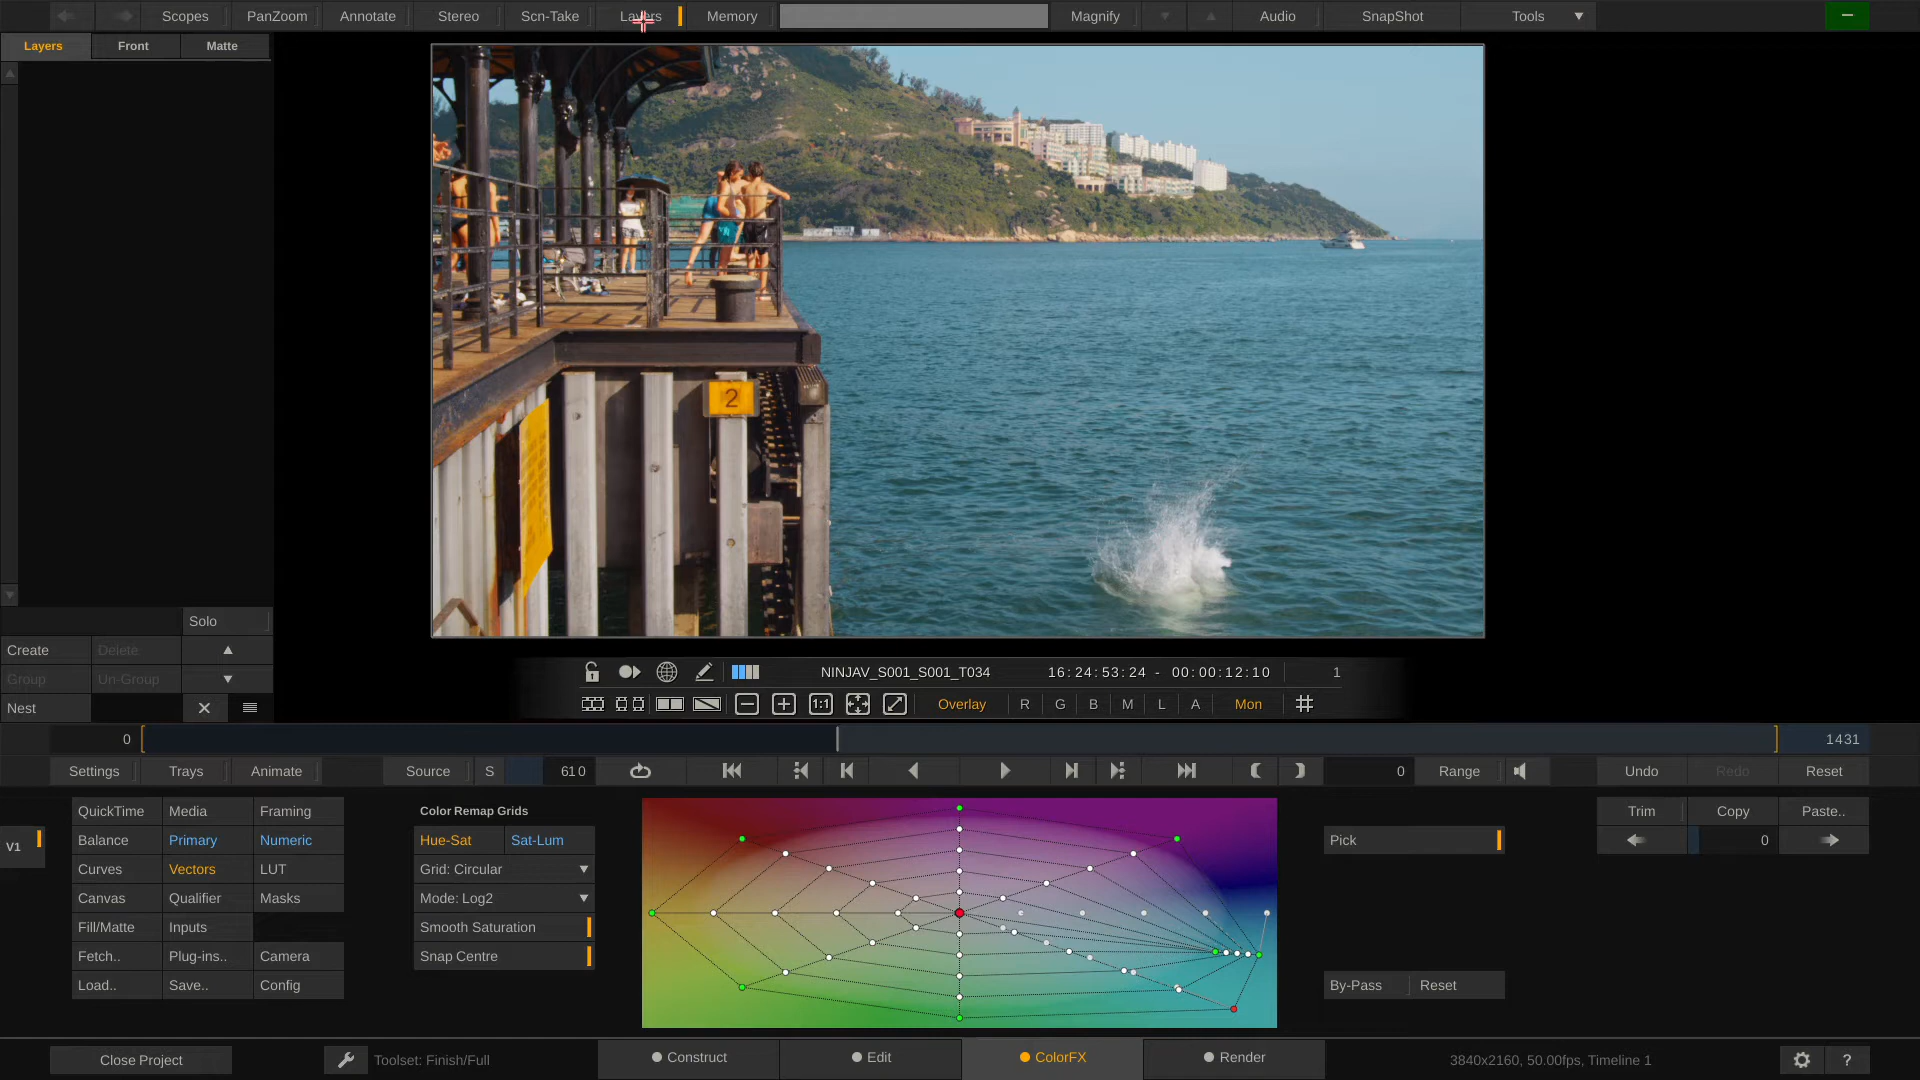 Scopes PanZoom Annotate Stereo Scn-Take Layers Memory Magnify Audio SnapShot Tools
Layers Front Matte
2
Solo
Create Delete
Group Un-Group
Nest
NINJAV_S001_S001_T034 16:24:53:24 - 00:00:12:10 1
1:1 Overlay R G B M L A Mon
0 1431
Settings Trays Animate Source S 610 0 Range Undo Redo Reset
QuickTime Media Framing Color Remap Grids Trim Copy Paste..
V1 Balance Primary Numeric Hue-Sat Sat-Lum Pick 0
Curves Vectors LUT Grid: Circular
Canvas Qualifier Masks Mode: Log2
Fill/Matte Inputs Smooth Saturation
Fetch.. Plug-ins.. Camera Snap Centre
Load.. Save.. Config By-Pass Reset
Close Project Toolset: Finish/Full Construct Edit ColorFX Render 3840x2160, 50.00fps, Timeline 1 ?